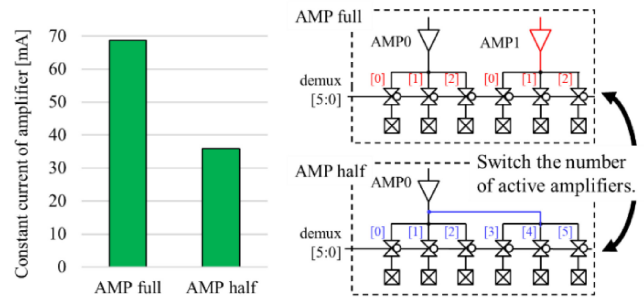 Constant current of amplifier [mA]
70
60
50
40
30
20
10
0
AMP full
AMP half
AMP full
AMP0
AMP1
demux
[5:0]
[0]
[1]
[2]
[0]
[1]
[2]
AMP half
Switch the number
of active amplifiers.
AMP0
demux
[5:0]
[0]
[1]
[2]
[3]
[4]
[5]